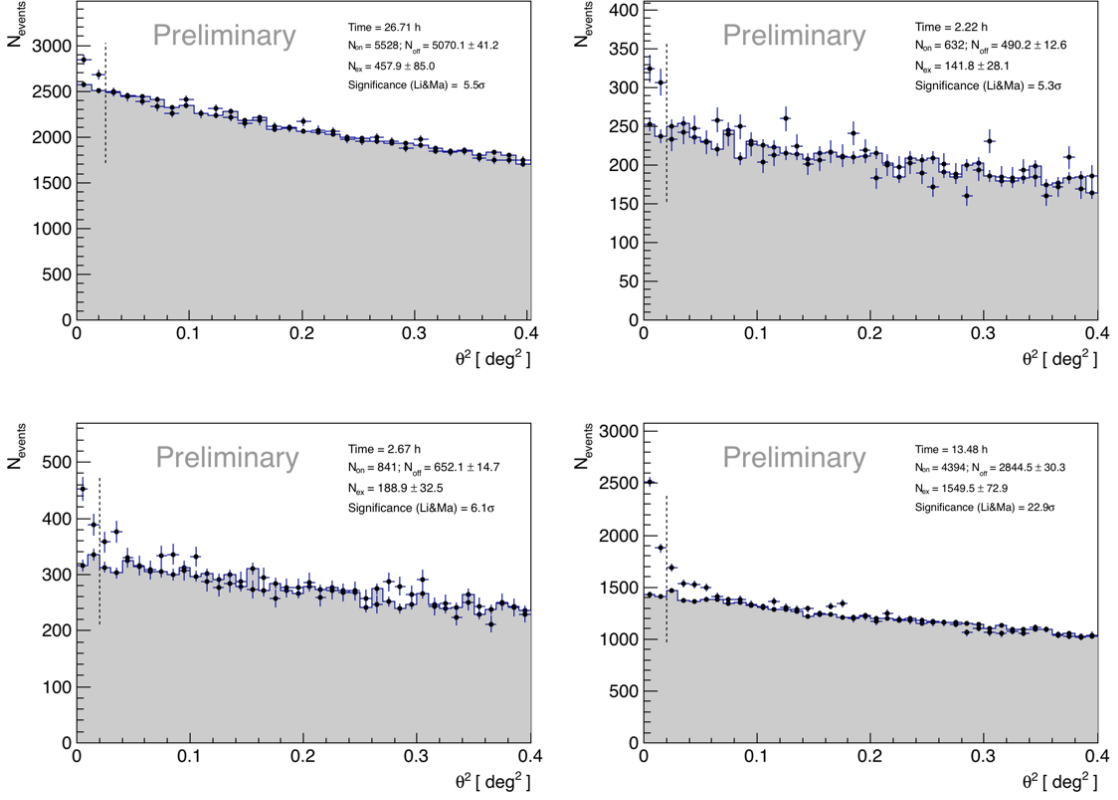 Preliminary
Time = 26.71 h
N_on = 5528; N_off = 5070.1 ± 41.2
N_ex = 457.9 ± 85.0
Significance (Li&Ma) = 5.5σ
N_events
3000
2500
2000
1500
1000
500
0
0 0.1 0.2 0.3 0.4
θ² [ deg² ]
Preliminary
Time = 2.22 h
N_on = 632; N_off = 490.2 ± 12.6
N_ex = 141.8 ± 28.1
Significance (Li&Ma) = 5.3σ
N_events
400
350
300
250
200
150
100
50
0
0 0.1 0.2 0.3 0.4
θ² [ deg² ]
Preliminary
Time = 2.67 h
N_on = 841; N_off = 652.1 ± 14.7
N_ex = 188.9 ± 32.5
Significance (Li&Ma) = 6.1σ
N_events
500
400
300
200
100
0
0 0.1 0.2 0.3 0.4
θ² [ deg² ]
Preliminary
Time = 13.48 h
N_on = 4394; N_off = 2844.5 ± 30.3
N_ex = 1549.5 ± 72.9
Significance (Li&Ma) = 22.9σ
N_events
3000
2500
2000
1500
1000
500
0
0 0.1 0.2 0.3 0.4
θ² [ deg² ]